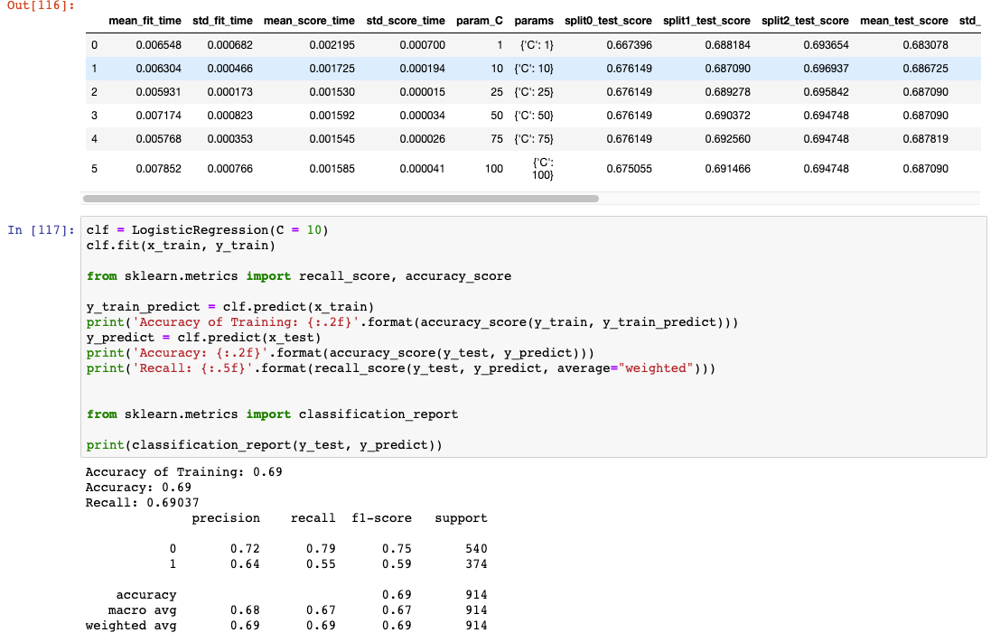 Out[116]:
mean_fit_time std_fit_time mean_score_time std_score_time param_C params split0_test_score split1_test_score split2_test_score mean_test_score std_
0 0.006548 0.000682 0.002195 0.000700 1 {'C': 1} 0.667396 0.688184 0.693654 0.683078
1 0.006304 0.000466 0.001725 0.000194 10 {'C': 10} 0.676149 0.687090 0.696937 0.686725
2 0.005931 0.000173 0.001530 0.000015 25 {'C': 25} 0.676149 0.689278 0.695842 0.687090
3 0.007174 0.000823 0.001592 0.000034 50 {'C': 50} 0.676149 0.690372 0.694748 0.687090
4 0.005768 0.000353 0.001545 0.000026 75 {'C': 75} 0.676149 0.692560 0.694748 0.687819
5 0.007852 0.000766 0.001585 0.000041 100 {'C': 100} 0.675055 0.691466 0.694748 0.687090
In [117]:
clf = LogisticRegression(C = 10)
clf.fit(x_train, y_train)
from sklearn.metrics import recall_score, accuracy_score
y_train_predict = clf.predict(x_train)
print('Accuracy of Training: {:.2f}'.format(accuracy_score(y_train, y_train_predict)))
y_predict = clf.predict(x_test)
print('Accuracy: {:.2f}'.format(accuracy_score(y_test, y_predict)))
print('Recall: {:.5f}'.format(recall_score(y_test, y_predict, average="weighted")))
from sklearn.metrics import classification_report
print(classification_report(y_test, y_predict))
Accuracy of Training: 0.69
Accuracy: 0.69
Recall: 0.69037
precision recall f1-score support
0 0.72 0.79 0.75 540
1 0.64 0.55 0.59 374
accuracy 0.69 914
macro avg 0.68 0.67 0.67 914
weighted avg 0.69 0.69 0.69 914